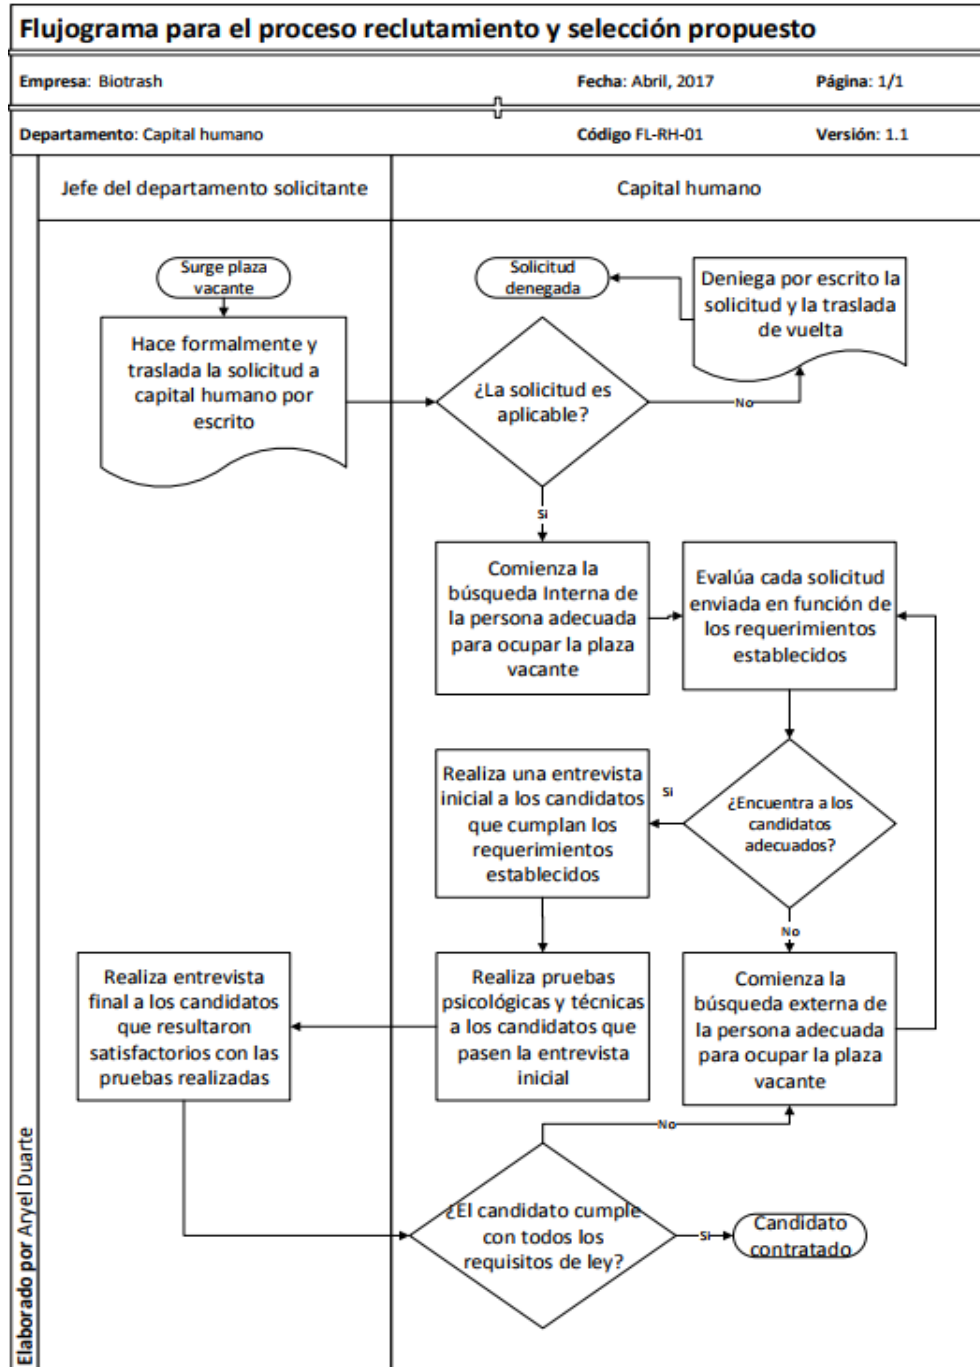 Flujograma para el proceso reclutamiento y selección propuesto
Empresa: Biotrash
Fecha: Abril, 2017
Página: 1/1
Departamento: Capital humano
Código FL-RH-01
Versión: 1.1
Jefe del departamento solicitante
Capital humano
Surge plaza
vacante
Solicitud
denegada
Deniega por escrito la
solicitud y la traslada
de vuelta
Hace formalmente y
traslada la solicitud a
capital humano por
escrito
¿La solicitud es
aplicable?
No
Si
Comienza la
búsqueda Interna de
la persona adecuada
para ocupar la plaza
vacante
Evalúa cada solicitud
enviada en función de
los requerimientos
establecidos
Realiza una entrevista
inicial a los candidatos
que cumplan los
requerimientos
establecidos
Si
¿Encuentra a los
candidatos
adecuados?
No
Realiza entrevista
final a los candidatos
que resultaron
satisfactorios con las
pruebas realizadas
Realiza pruebas
psicológicas y técnicas
a los candidatos que
pasen la entrevista
inicial
Comienza la
búsqueda externa de
la persona adecuada
para ocupar la plaza
vacante
No
¿El candidato cumple
con todos los
requisitos de ley?
Si
Candidato
contratado
Elaborado por Aryel Duarte